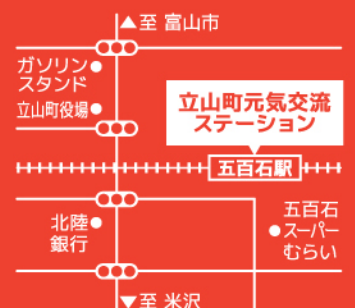 ▲至 富山市
ガソリン
スタンド
立山町役場
立山町元気交流
ステーション
五百石駅
北陸
銀行
五百石
スーパー
むらい
▼至 米沢